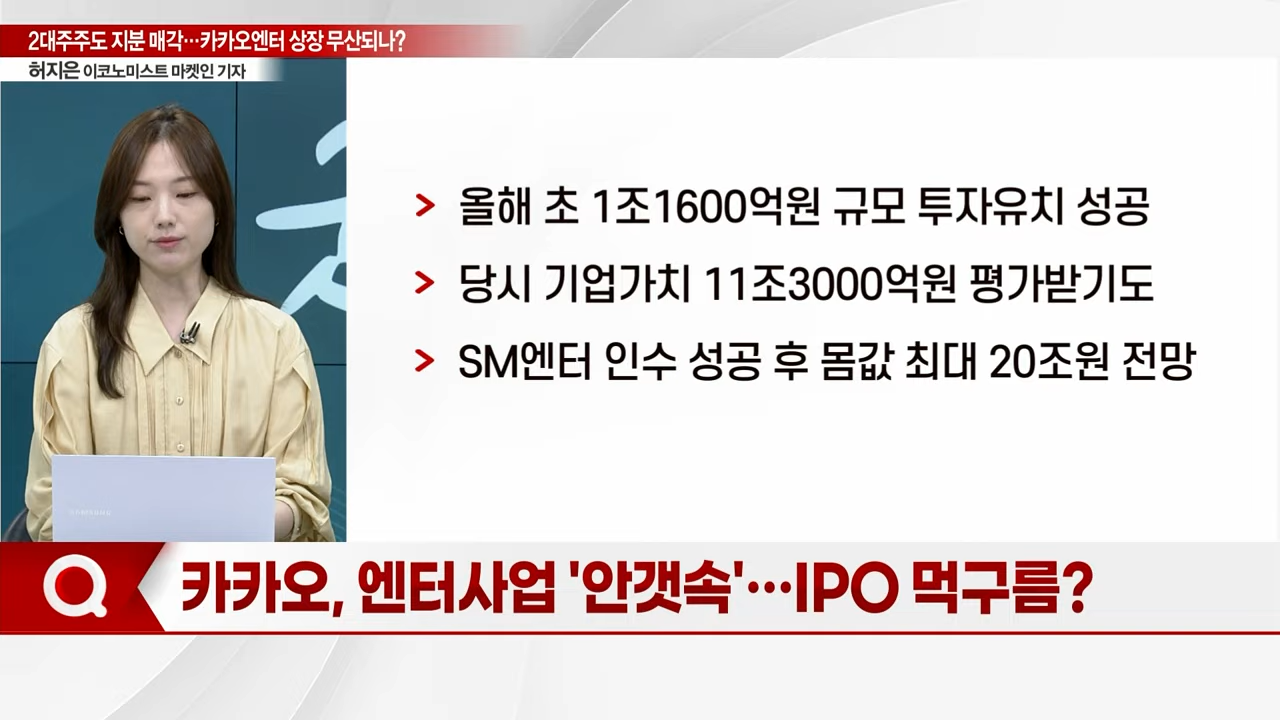 2대주주도 지분 매각…카카오엔터 상장 무산되나?
허지은 이코노미스트 마켓인 기자
> 올해 초 1조1600억원 규모 투자유치 성공
> 당시 기업가치 11조3000억원 평가받기도
> SM엔터 인수 성공 후 몸값 최대 20조원 전망
SAMSUNG
Q 카카오, 엔터사업 '안갯속'…IPO 먹구름?